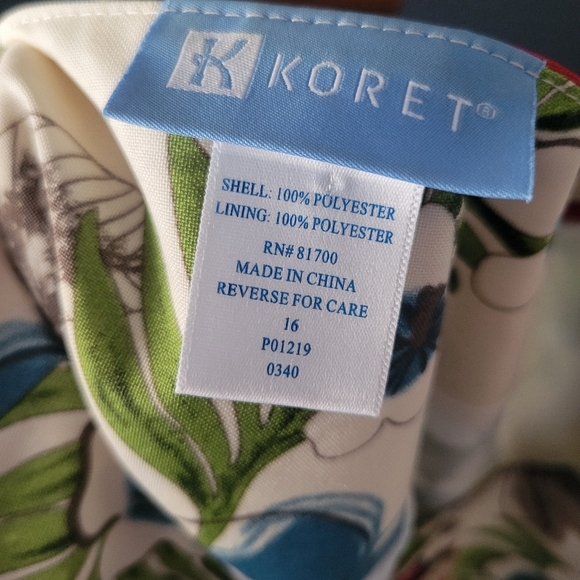 K KORET®
SHELL: 100% POLYESTER
LINING: 100% POLYESTER
RN# 81700
MADE IN CHINA
REVERSE FOR CARE
16
P01219
0340